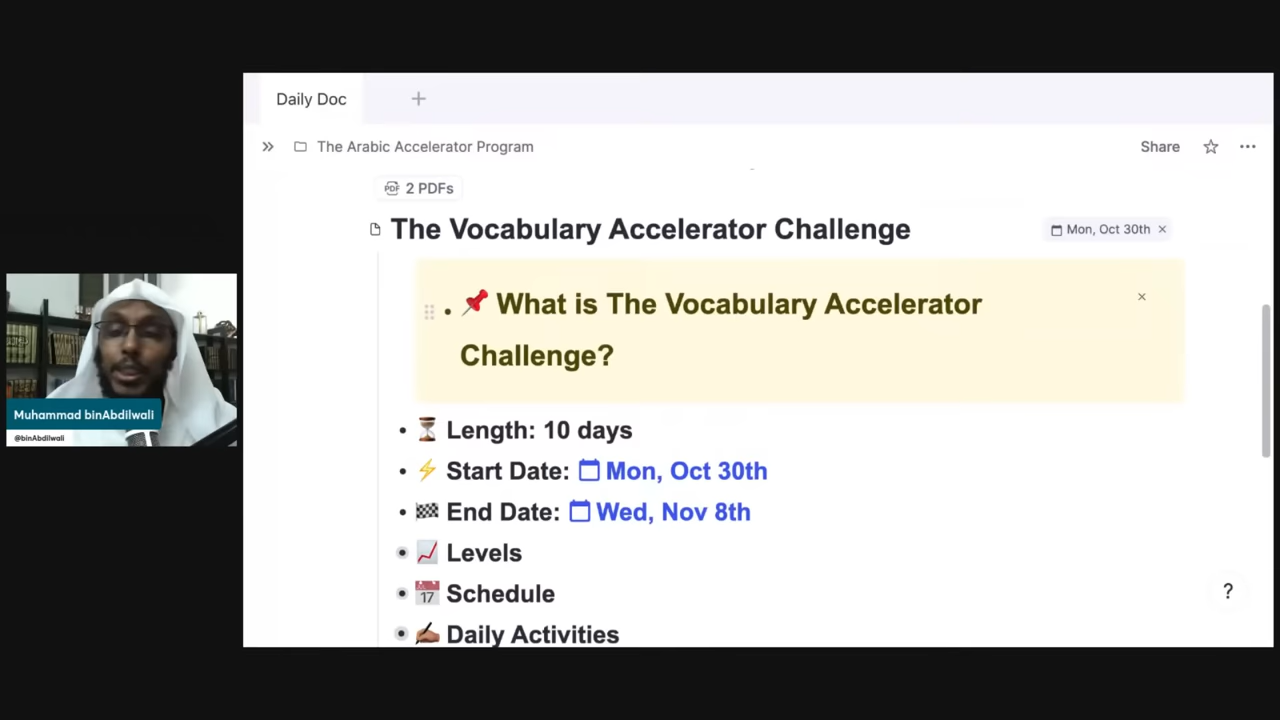 Daily Doc
The Arabic Accelerator Program
Share
PDF 2 PDFs
The Vocabulary Accelerator Challenge
Mon, Oct 30th
📌 What is The Vocabulary Accelerator
Challenge?
• ⏳ Length: 10 days
• ⚡ Start Date: Mon, Oct 30th
• 🏁 End Date: Wed, Nov 8th
• 📈 Levels
• 📅 Schedule
• ✍🏽 Daily Activities
?
Muhammad binAbdilwali
@binAbdilwali